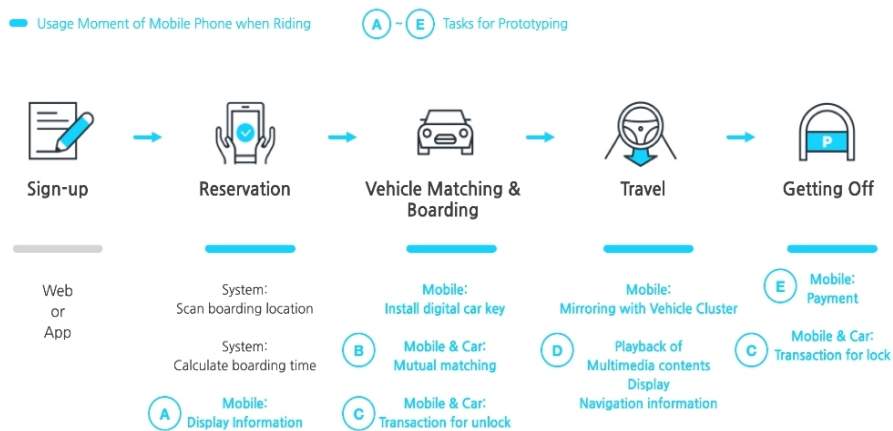 Usage Moment of Mobile Phone when Riding
A ~ E Tasks for Prototyping
Sign-up
Reservation
Vehicle Matching &
Boarding
Travel
P
Getting Off
Web
or
App
System:
Scan boarding location
System:
Calculate boarding time
A
Mobile:
Display Information
Mobile:
Install digital car key
B
Mobile & Car:
Mutual matching
C
Mobile & Car:
Transaction for unlock
Mobile:
Mirroring with Vehicle Cluster
D
Playback of
Multimedia contents
Display
Navigation information
E
Mobile:
Payment
C
Mobile & Car:
Transaction for lock